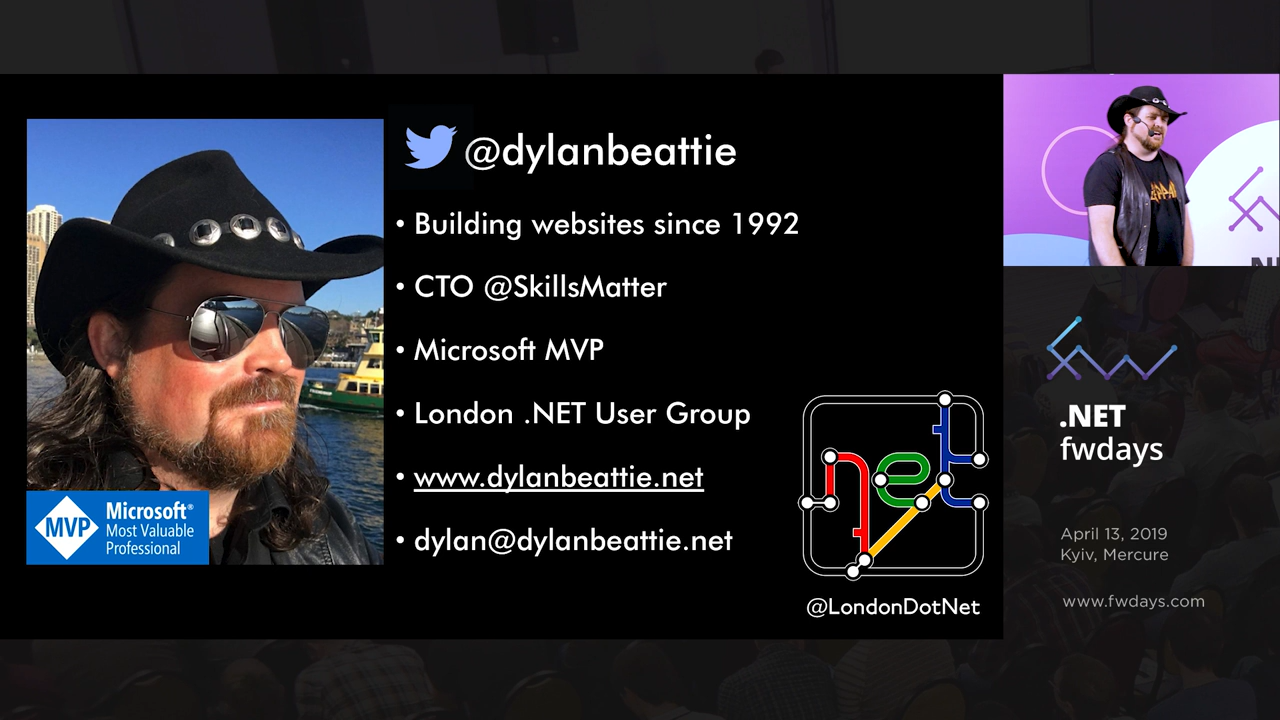 @dylanbeattie
• Building websites since 1992
• CTO @SkillsMatter
• Microsoft MVP
• London .NET User Group
• www.dylanbeattie.net
• dylan@dylanbeattie.net
MVP
Microsoft®
Most Valuable
Professional
net
@LondonDotNet
.NET
fwdays
April 13, 2019
Kyiv, Mercure
www.fwdays.com